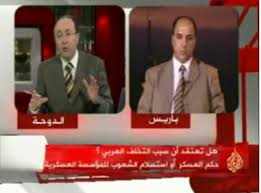 الدوحة
باريس
هل تعتقد أن سبب التخلف العربي ؟
حكم العسكر أو استسلام الشعوب للمؤسسة العسكرية